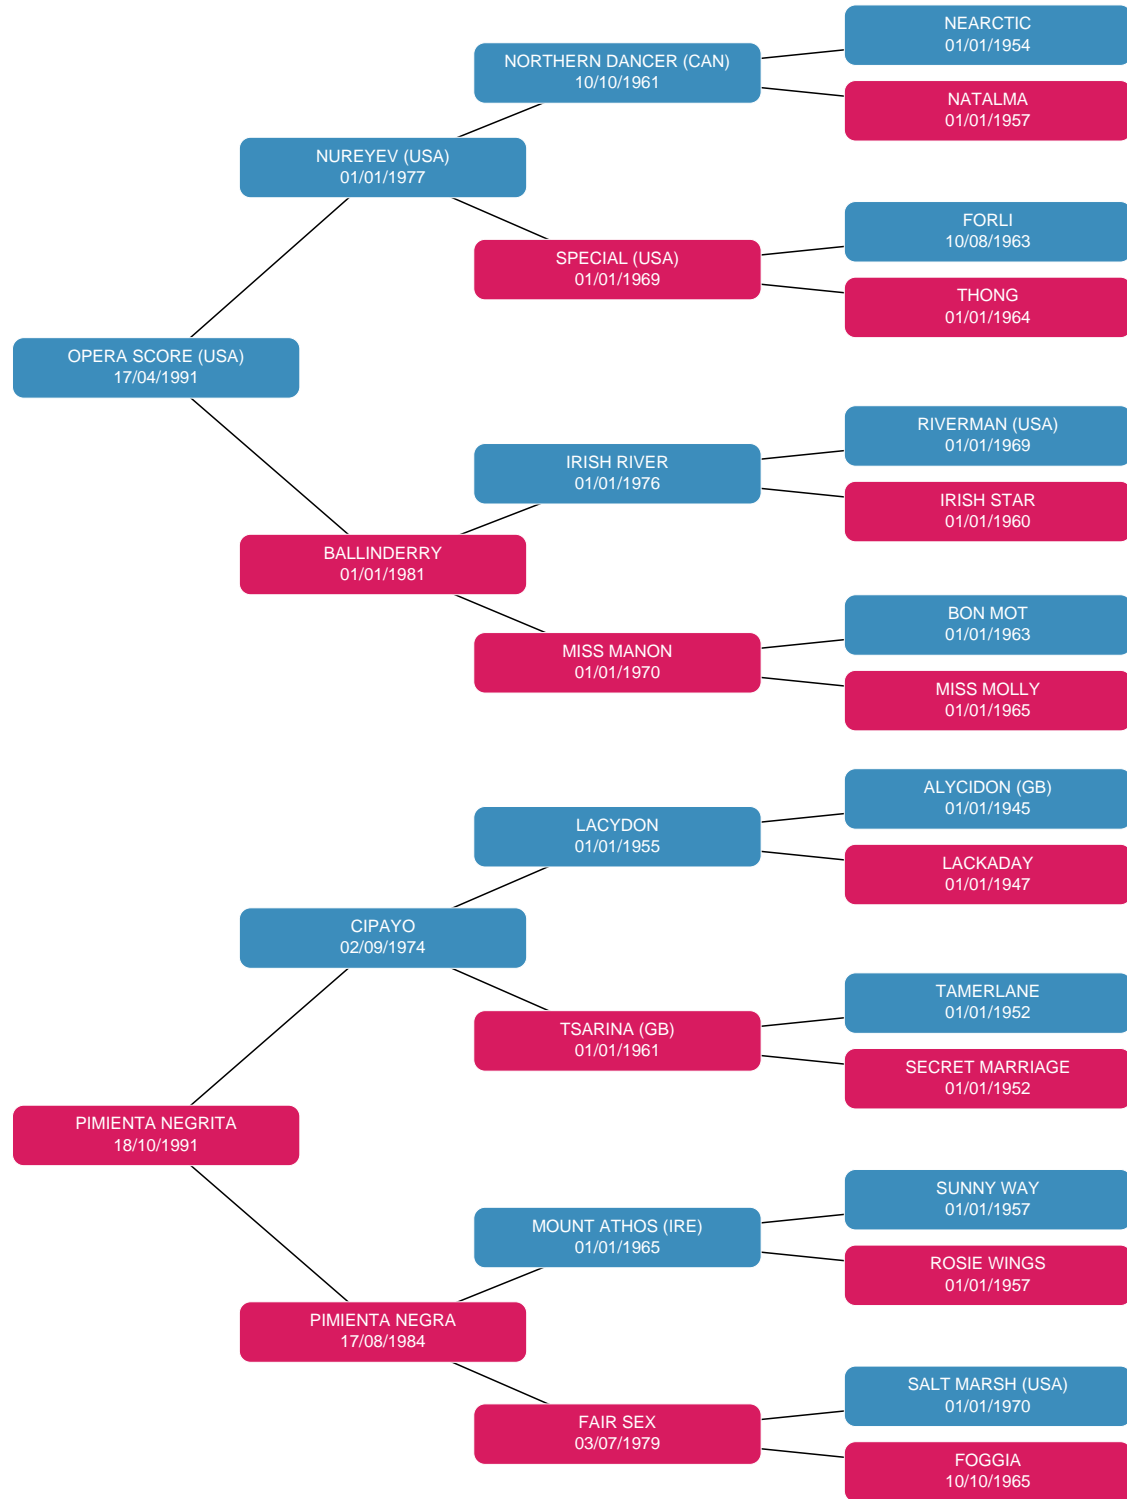 NEARCTIC
01/01/1954
NORTHERN DANCER (CAN)
10/10/1961
NATALMA
01/01/1957
NUREYEV (USA)
01/01/1977
FORLI
10/08/1963
SPECIAL (USA)
01/01/1969
THONG
01/01/1964
OPERA SCORE (USA)
17/04/1991
RIVERMAN (USA)
01/01/1969
IRISH RIVER
01/01/1976
IRISH STAR
01/01/1960
BALLINDERRY
01/01/1981
BON MOT
01/01/1963
MISS MANON
01/01/1970
MISS MOLLY
01/01/1965
ALYCIDON (GB)
01/01/1945
LACYDON
01/01/1955
LACKADAY
01/01/1947
CIPAYO
02/09/1974
TAMERLANE
01/01/1952
TSARINA (GB)
01/01/1961
SECRET MARRIAGE
01/01/1952
PIMIENTA NEGRITA
18/10/1991
SUNNY WAY
01/01/1957
MOUNT ATHOS (IRE)
01/01/1965
ROSIE WINGS
01/01/1957
PIMIENTA NEGRA
17/08/1984
SALT MARSH (USA)
01/01/1970
FAIR SEX
03/07/1979
FOGGIA
10/10/1965